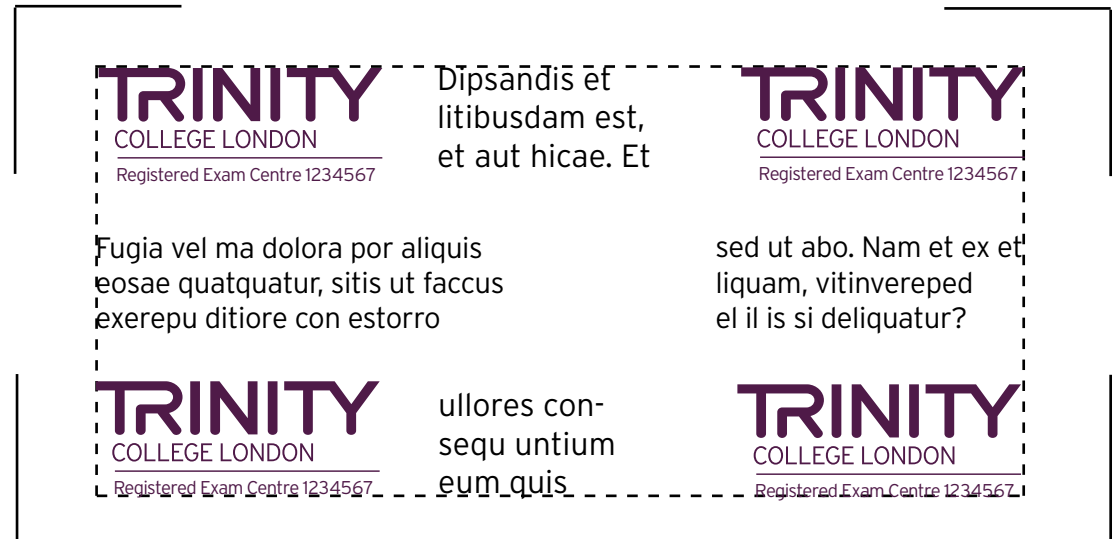 TRINITY
COLLEGE LONDON
Registered Exam Centre 1234567
Dipsandis et
litibusdam est,
et aut hicae. Et
TRINITY
COLLEGE LONDON
Registered Exam Centre 1234567
Fugia vel ma dolora por aliquis
eosae quatquatur, sitis ut faccus
exerepu ditiore con estorro
sed ut abo. Nam et ex et
liquam, vitinvereped
el il is si deliquatur?
TRINITY
COLLEGE LONDON
Registered Exam Centre 1234567
ullores con-
sequ untium
eum quis
TRINITY
COLLEGE LONDON
Registered Exam Centre 1234567